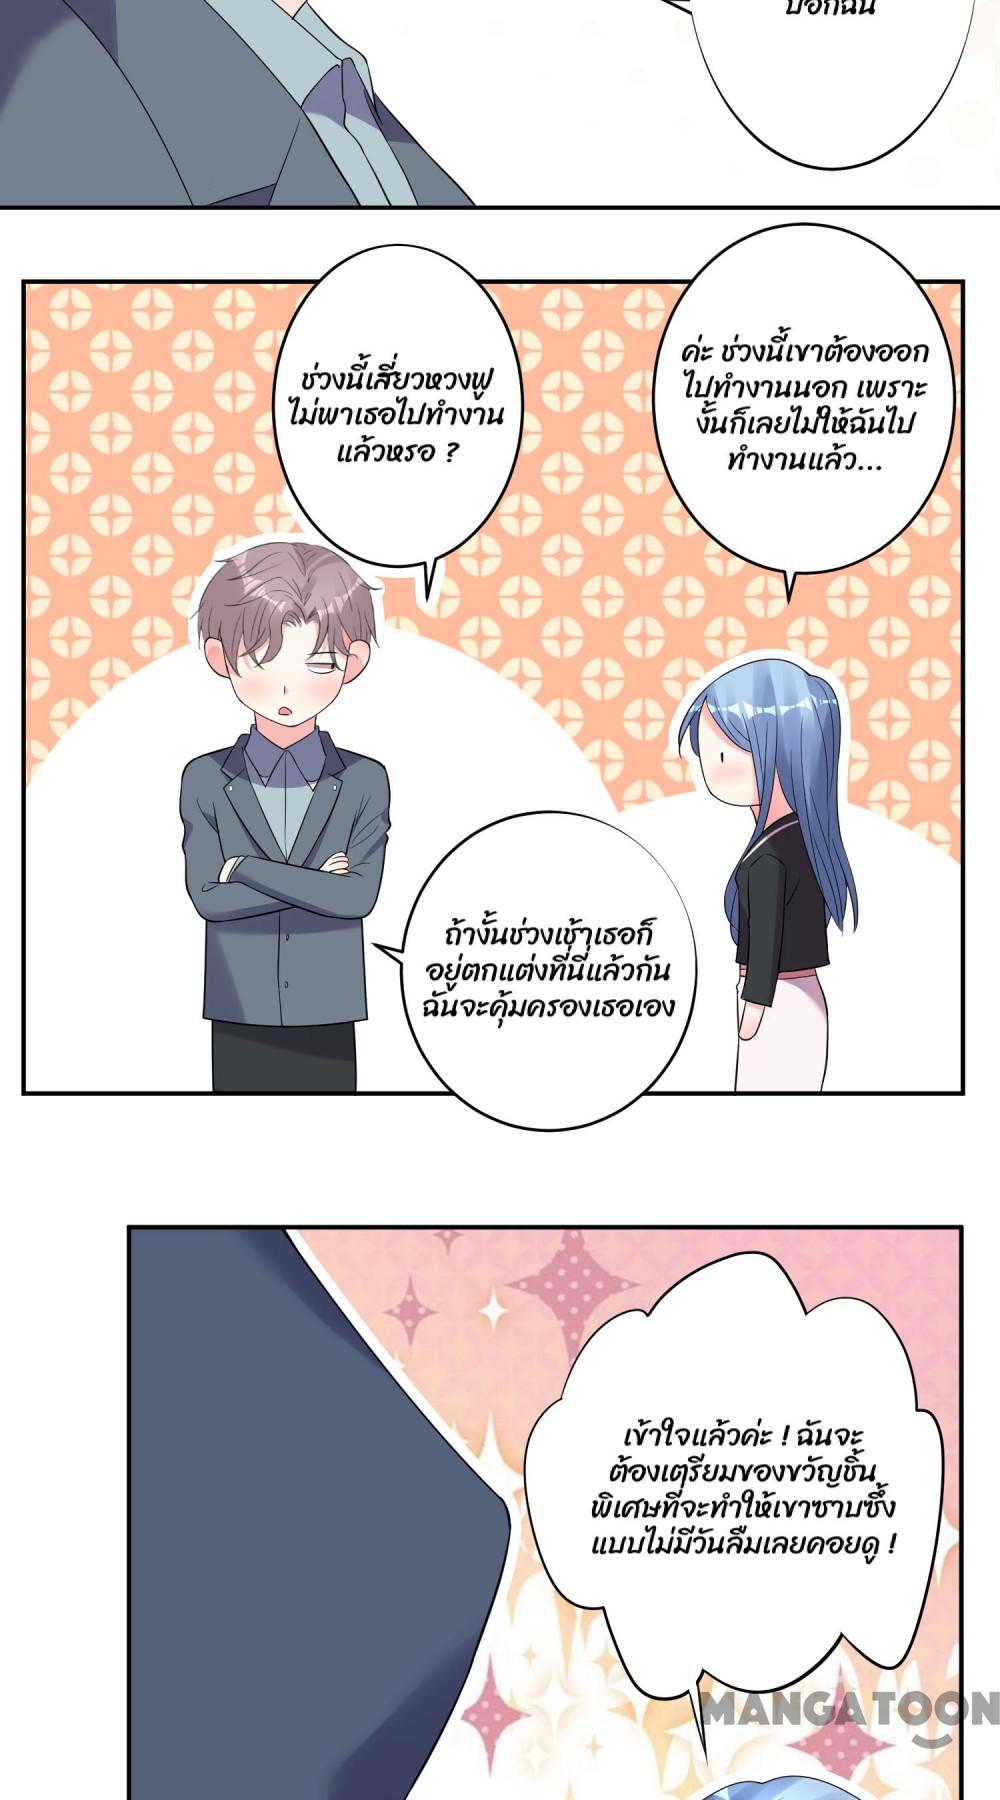 บอกฉัน
ช่วงนี้เสี่ยวหวงฟู
ไม่พาเธอไปทำงาน
แล้วหรอ ?
ค่ะ ช่วงนี้เขาต้องออก
ไปทำงานนอก เพราะ
งั้นก็เลยไม่ให้ฉันไป
ทำงานแล้ว...
ถ้างั้นช่วงเช้าเธอก็
อยู่ตกแต่งที่นี่แล้วกัน
ฉันจะคุ้มครองเธอเอง
เข้าใจแล้วค่ะ ! ฉันจะ
ต้องเตรียมของขวัญชิ้น
พิเศษที่จะทำให้เขาซาบซึ้ง
แบบไม่มีวันลืมเลยคอยดู !
MANGATOON